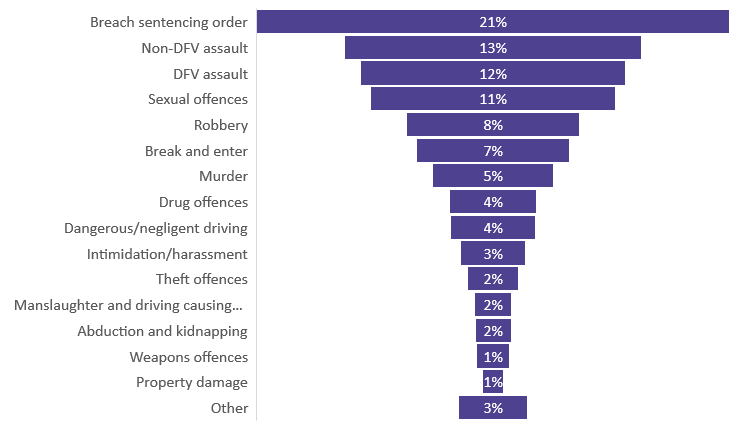 Breach sentencing order 21%
Non-DFV assault 13%
DFV assault 12%
Sexual offences 11%
Robbery 8%
Break and enter 7%
Murder 5%
Drug offences 4%
Dangerous/negligent driving 4%
Intimidation/harassment 3%
Theft offences 2%
Manslaughter and driving causing… 2%
Abduction and kidnapping 2%
Weapons offences 1%
Property damage 1%
Other 3%